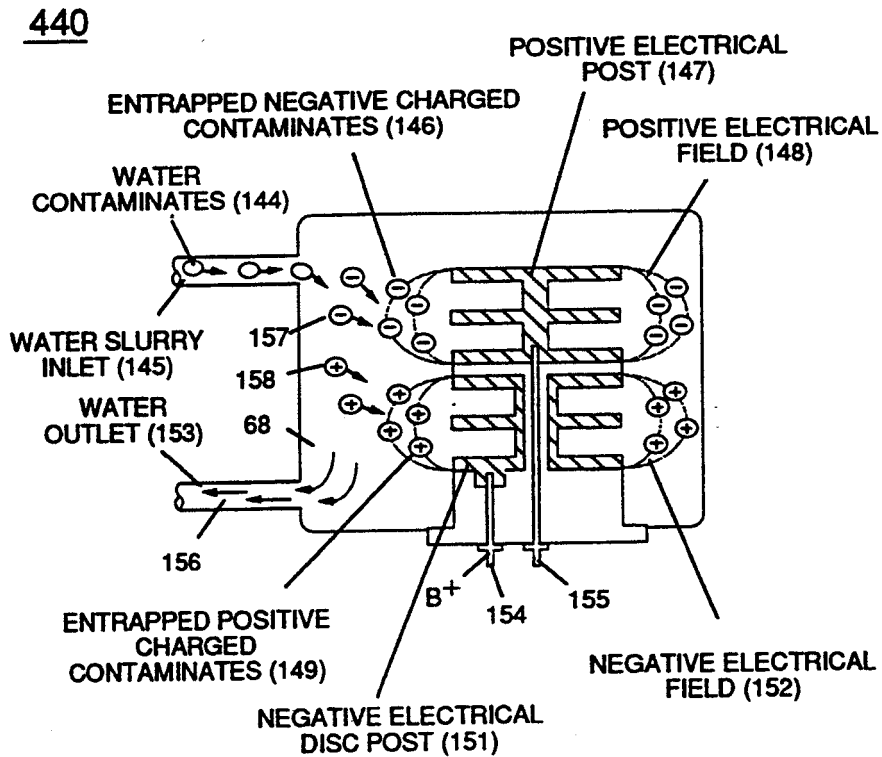 440
POSITIVE ELECTRICAL
POST (147)
ENTRAPPED NEGATIVE CHARGED
CONTAMINATES (146)
POSITIVE ELECTRICAL
FIELD (148)
WATER
CONTAMINATES (144)
WATER SLURRY
INLET (145)
157
158
WATER
OUTLET (153)
68
156
B+
154
155
ENTRAPPED POSITIVE
CHARGED
CONTAMINATES (149)
NEGATIVE ELECTRICAL
FIELD (152)
NEGATIVE ELECTRICAL
DISC POST (151)